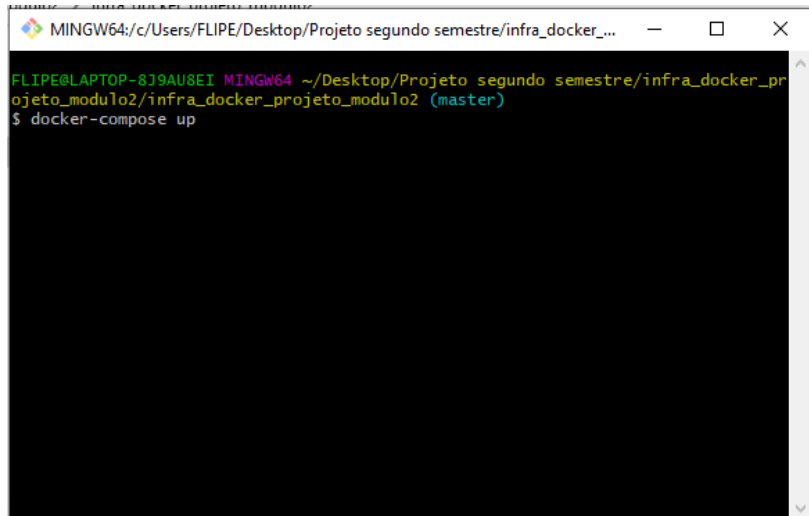 MINGW64:/c/Users/FLIPE/Desktop/Projeto segundo semestre/infra_docker_...
FLIPE@LAPTOP-8J9AU8EI MINGW64 ~/Desktop/Projeto segundo semestre/infra_docker_pr
ojeto_modulo2/infra_docker_projeto_modulo2 (master)
$ docker-compose up